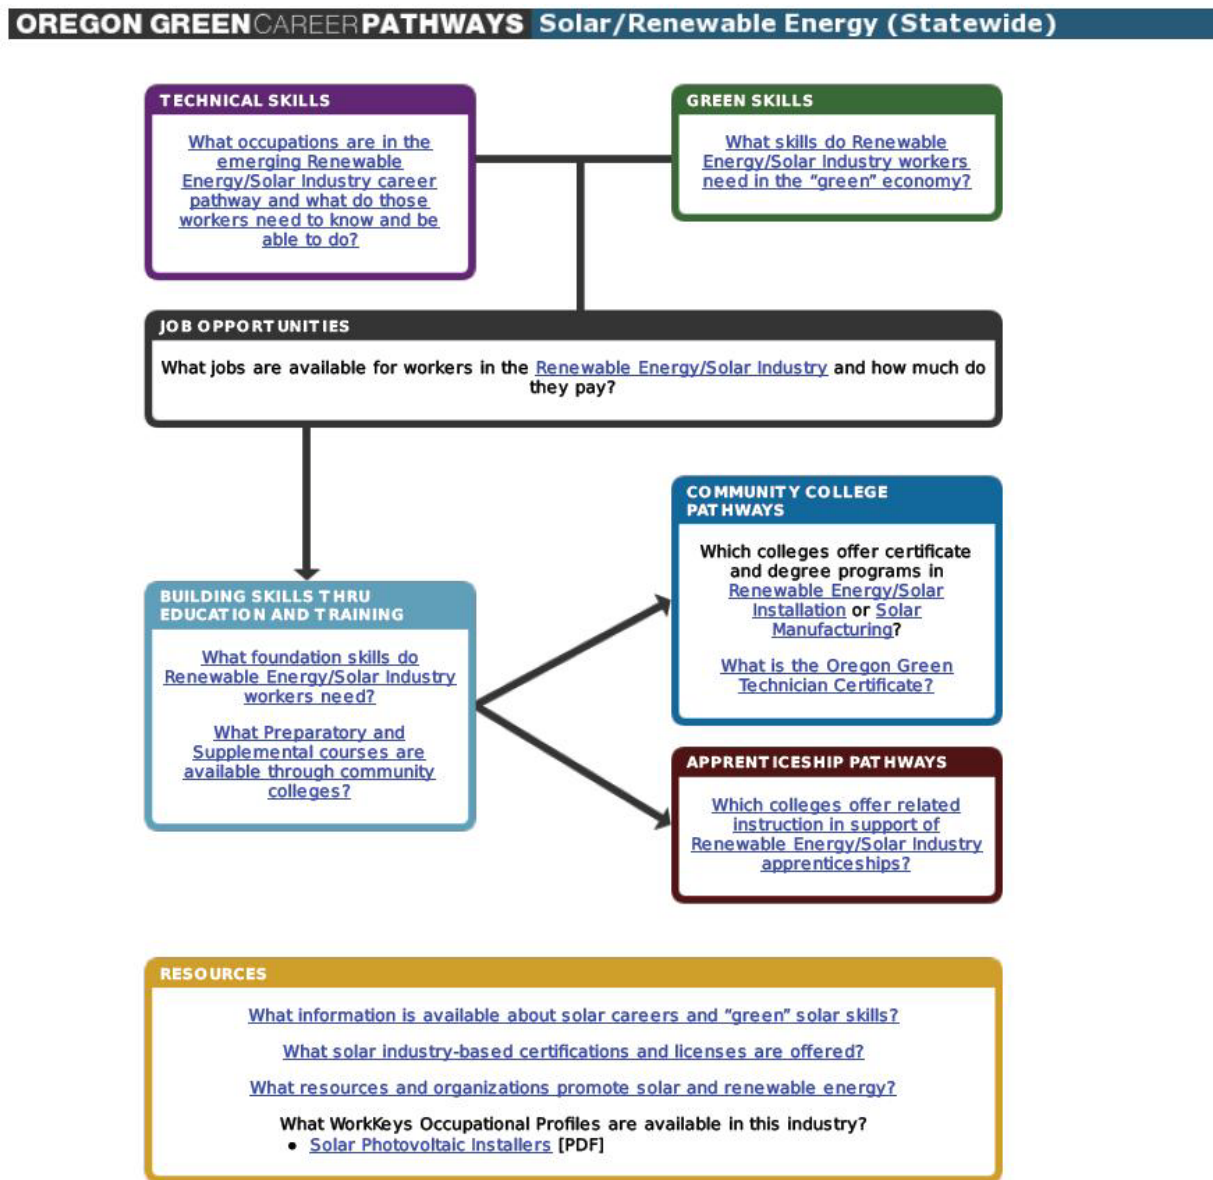 OREGON GREEN CAREER PATHWAYS Solar/Renewable Energy (Statewide)
TECHNICAL SKILLS
What occupations are in the
emerging Renewable
Energy/Solar Industry career
pathway and what do those
workers need to know and be
able to do?
GREEN SKILLS
What skills do Renewable
Energy/Solar Industry workers
need in the “green” economy?
JOB OPPORTUNITIES
What jobs are available for workers in the Renewable Energy/Solar Industry and how much do
they pay?
BUILDING SKILLS THRU
EDUCATION AND TRAINING
What foundation skills do
Renewable Energy/Solar Industry
workers need?
What Preparatory and
Supplemental courses are
available through community
colleges?
COMMUNITY COLLEGE
PATHWAYS
Which colleges offer certificate
and degree programs in
Renewable Energy/Solar
Installation or Solar
Manufacturing?
What is the Oregon Green
Technician Certificate?
APPRENTICESHIP PATHWAYS
Which colleges offer related
instruction in support of
Renewable Energy/Solar Industry
apprenticeships?
RESOURCES
What information is available about solar careers and “green” solar skills?
What solar industry-based certifications and licenses are offered?
What resources and organizations promote solar and renewable energy?
What WorkKeys Occupational Profiles are available in this industry?
• Solar Photovoltaic Installers [PDF]